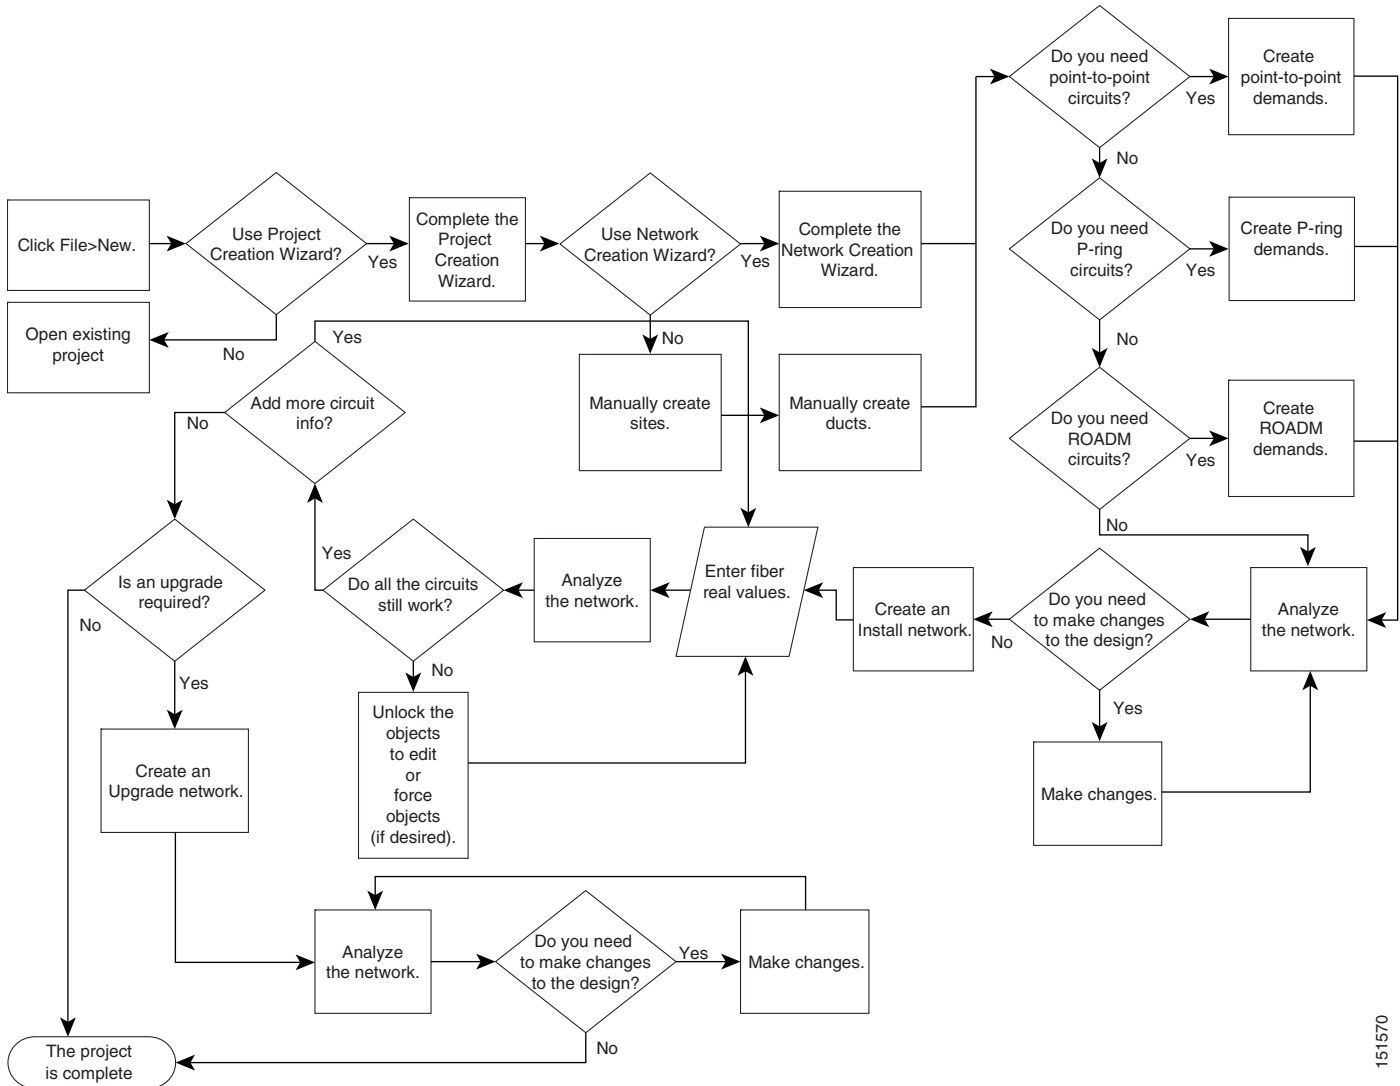 Do you need
point-to-point
circuits?
Yes
Create
point-to-point
demands.
No
Click File>New.
Use Project
Creation Wizard?
Yes
Complete the
Project
Creation
Wizard.
Use Network
Creation Wizard?
Yes
Complete the
Network Creation
Wizard.
Do you need
P-ring
circuits?
Yes
Create P-ring
demands.
Open existing
project
No
Yes
No
No
Add more circuit
info?
No
Manually create
sites.
Manually create
ducts.
Do you need
ROADM
circuits?
Yes
Create
ROADM
demands.
No
Is an upgrade
required?
No
Yes
Yes
Do all the circuits
still work?
No
Analyze
the network.
Enter fiber
real values.
Create an
Install network.
No
Do you need
to make changes
to the design?
Yes
Analyze
the network.
Unlock the
objects
to edit
or
force
objects
(if desired).
Make changes.
Create an
Upgrade network.
Analyze
the network.
Do you need
to make changes
to the design?
Yes
Make changes.
No
The project
is complete
151570